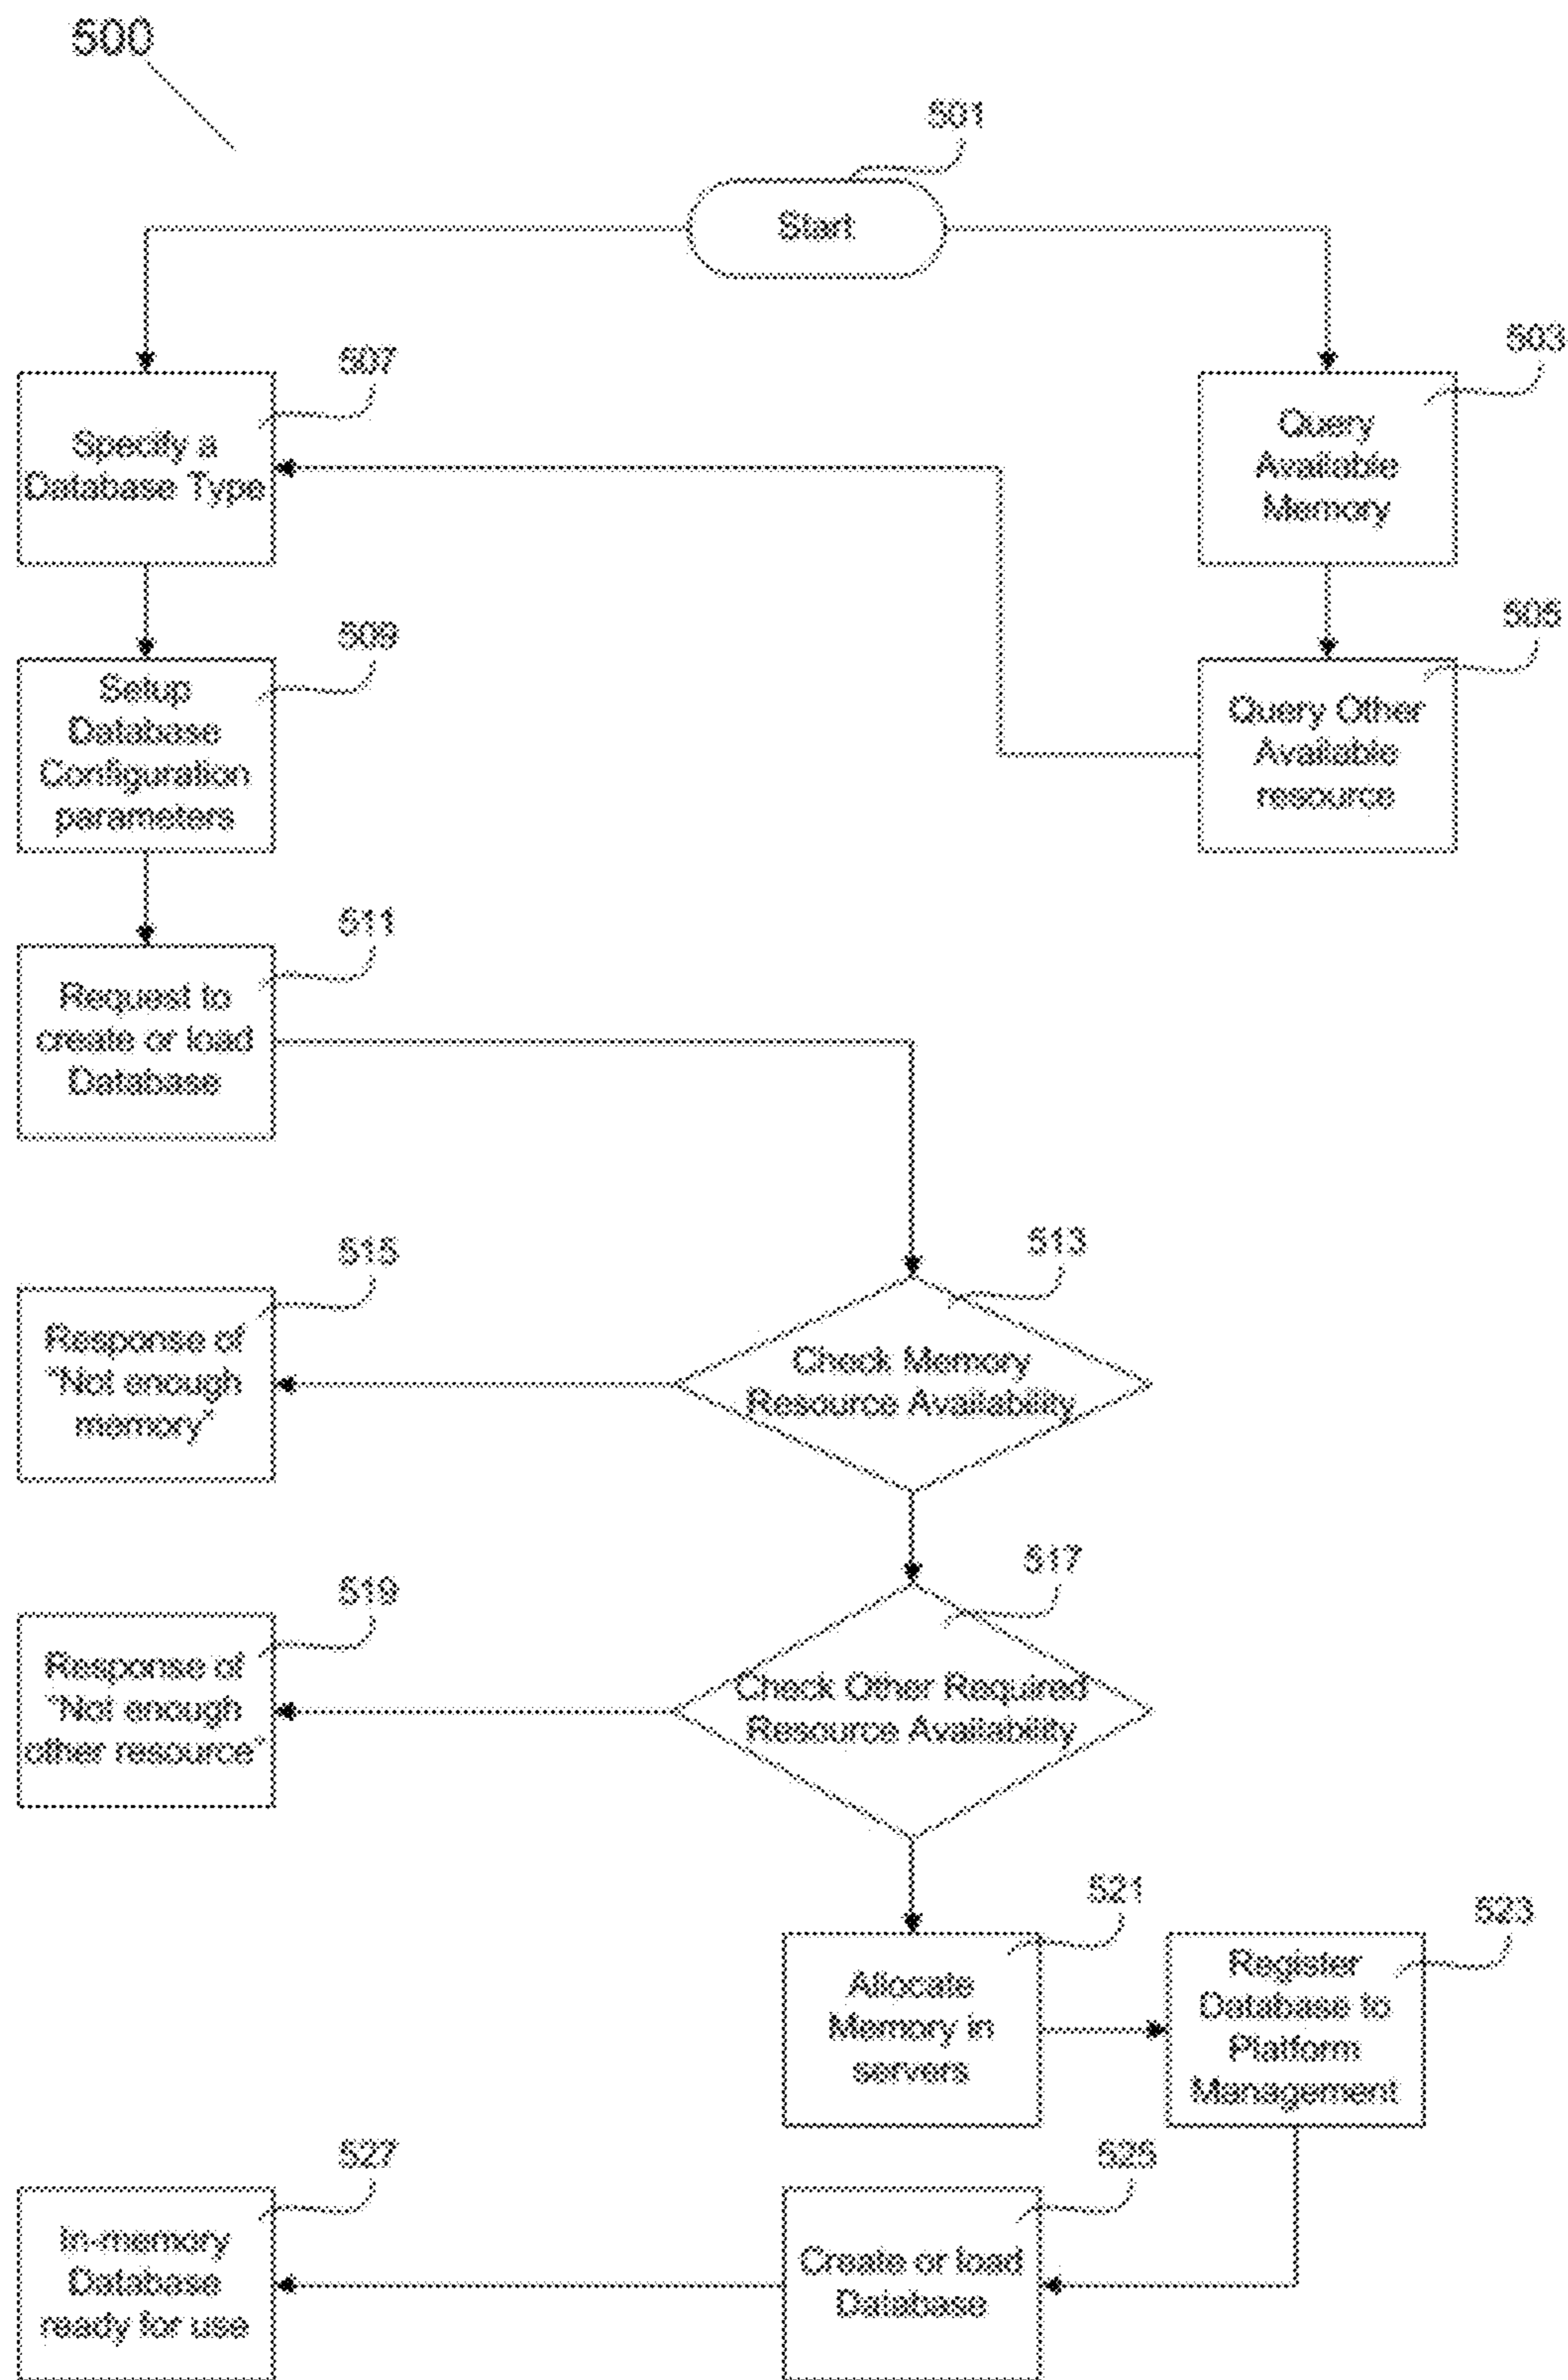 500
501
Start
507
503
Specify a
Database Type
Query
Available
Memory
509
505
Setup
Database
Configuration
parameters
Query Other
Available
resource
511
Request to
create or load
Database
515
513
Response of
"Not enough
memory"
Check Memory
Resource Availability
519
517
Response of
"Not enough
other resource"
Check Other Required
Resource Availability
521
523
Allocate
Memory in
servers
Register
Database to
Platform
Management
527
525
In-memory
Database
ready for use
Create or load
Database